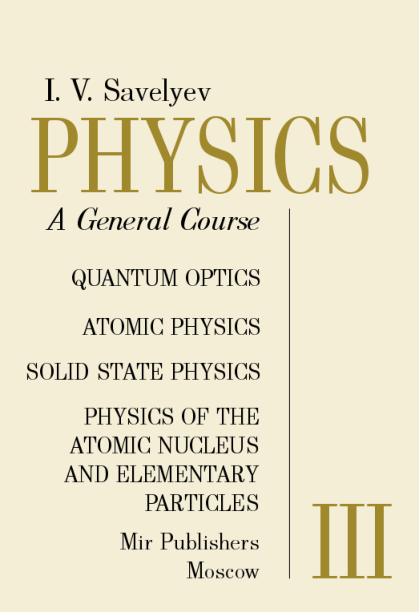 I. V. Savelyev
PHYSICS
A General Course
QUANTUM OPTICS
ATOMIC PHYSICS
SOLID STATE PHYSICS
PHYSICS OF THE
ATOMIC NUCLEUS
AND ELEMENTARY
PARTICLES
Mir Publishers
Moscow
III